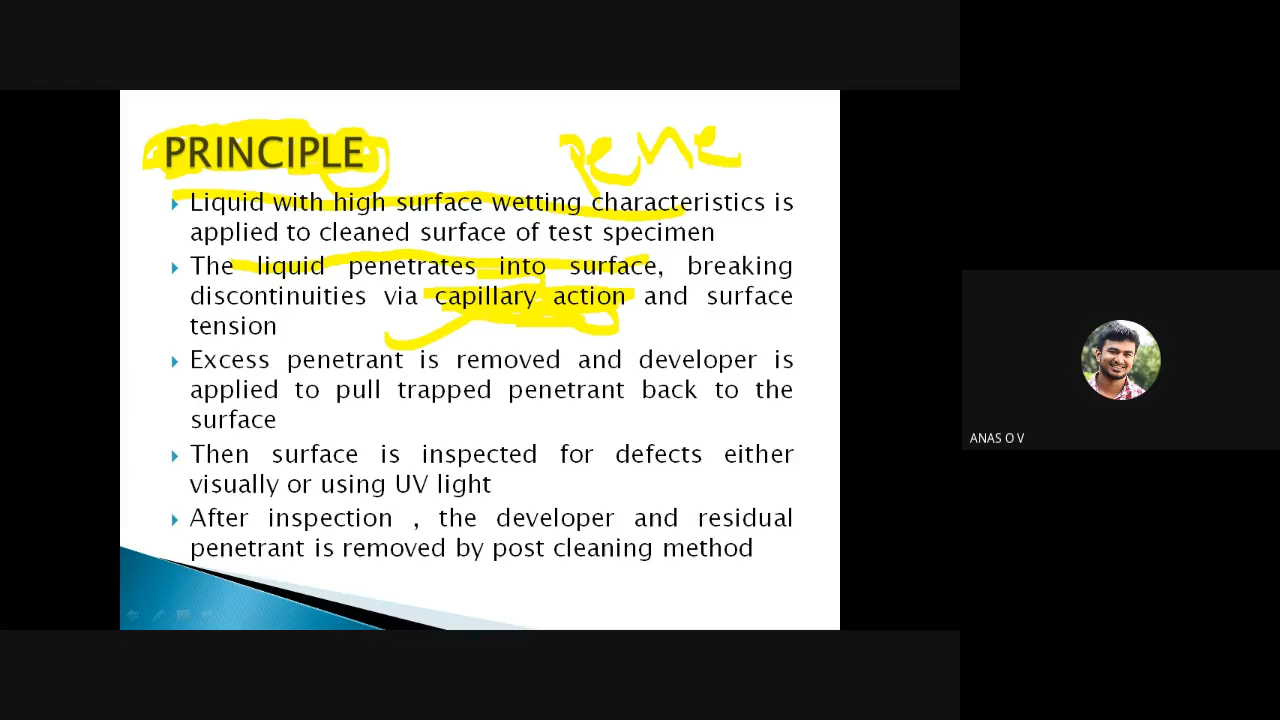 PRINCIPLE
pene
Liquid with high surface wetting characteristics is
applied to cleaned surface of test specimen
The liquid penetrates into surface, breaking
discontinuities via capillary action and surface
tension
Excess penetrant is removed and developer is
applied to pull trapped penetrant back to the
surface
Then surface is inspected for defects either
visually or using UV light
After inspection , the developer and residual
penetrant is removed by post cleaning method
ANAS O V